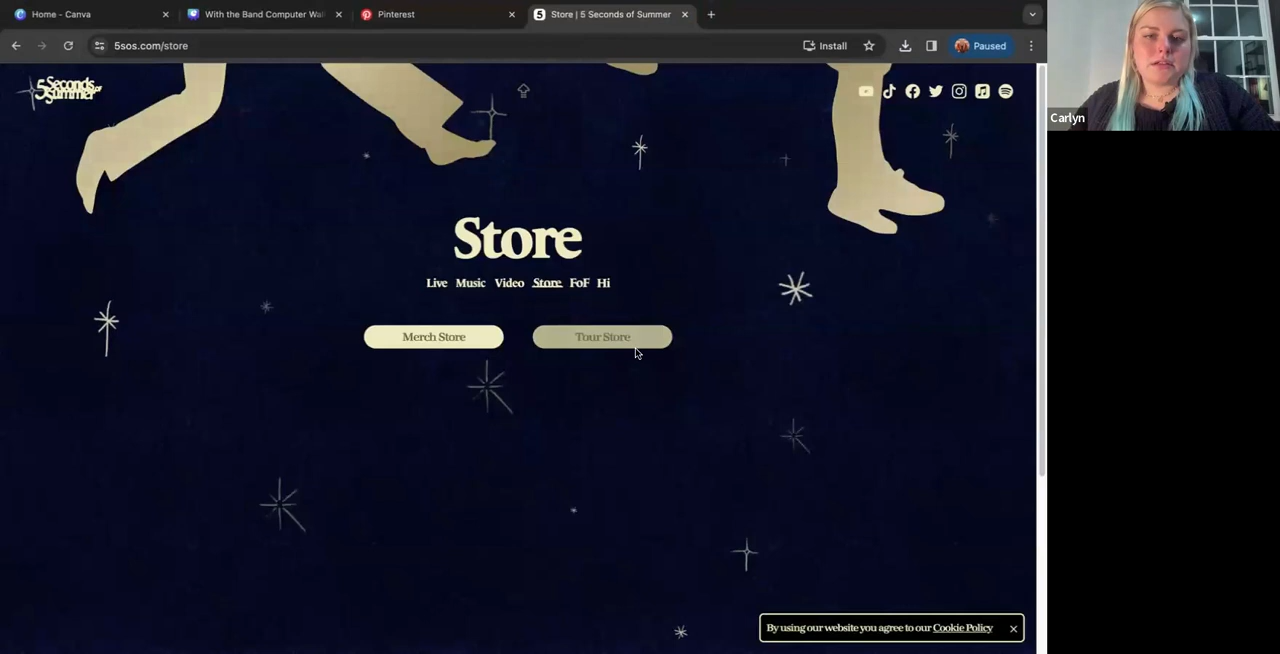 Home - Canva
With the Band Computer Wal
Pinterest
Store | 5 Seconds of Summer
5sos.com/store
Install
Paused
Carlyn
5 Seconds of Summer
Store
Live Music Video Store FoF Hi
Merch Store
Tour Store
By using our website you agree to our Cookie Policy